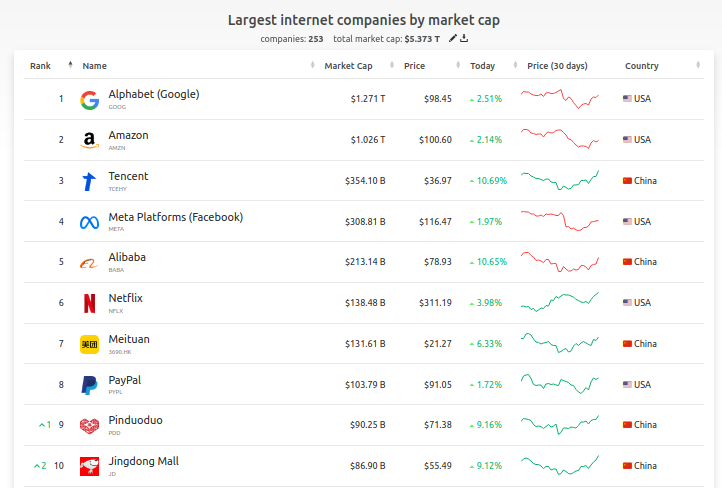 Largest internet companies by market cap
companies: 253 total market cap: $5.373 T
Rank Name Market Cap Price Today Price (30 days) Country
1 Alphabet (Google) $1.271 T $98.45 2.51% USA
GOOG
2 Amazon $1.026 T $100.60 2.14% USA
AMZN
3 Tencent $354.10 B $36.97 10.69% China
TCEHY
4 Meta Platforms (Facebook) $308.81 B $116.47 1.97% USA
META
5 Alibaba $213.14 B $78.93 10.65% China
BABA
6 Netflix $138.48 B $311.19 3.98% USA
NFLX
7 Meituan $131.61 B $21.27 6.33% China
美团
3690.HK
8 PayPal $103.79 B $91.05 1.72% USA
PYPL
1 9 Pinduoduo $90.25 B $71.38 9.16% China
PDD
2 10 Jingdong Mall $86.90 B $55.49 9.12% China
JD